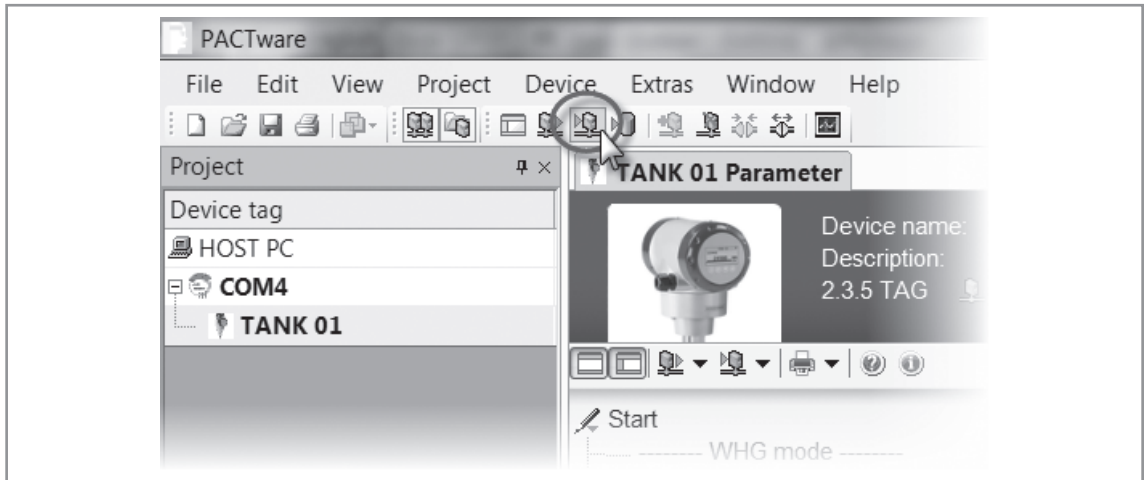 PACTware
File Edit View Project Device Extras Window Help
Project
Device tag
HOST PC
COM4
TANK 01
TANK 01 Parameter
Device name:
Description:
2.3.5 TAG
Start
-------- WHG mode --------